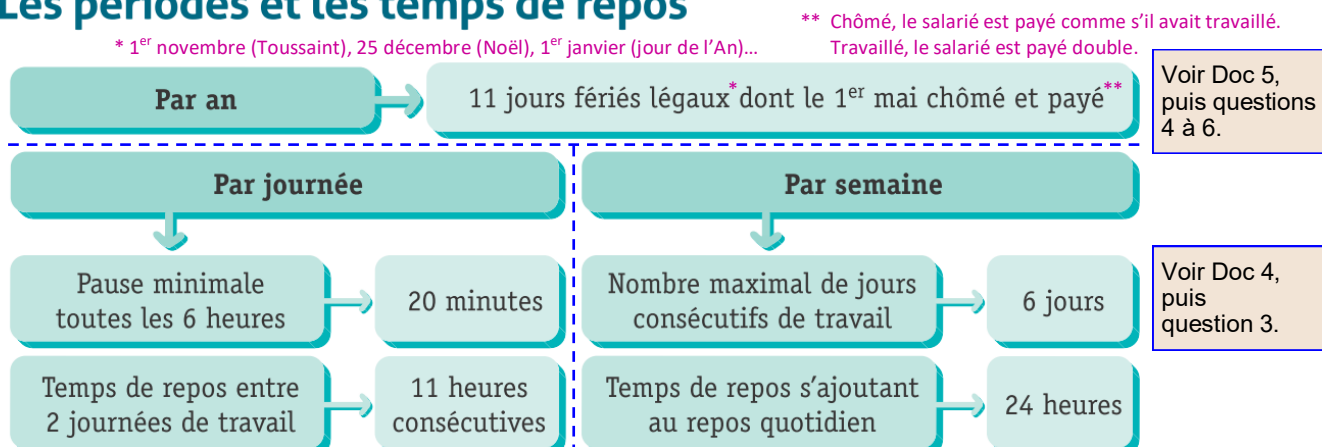 Les périodes et les temps de repos
** Chômé, le salarié est payé comme s’il avait travaillé.
Travaillé, le salarié est payé double.
* 1er novembre (Toussaint), 25 décembre (Noël), 1er janvier (jour de l’An)…
Par an
11 jours fériés légaux* dont le 1er mai chômé et payé**
Voir Doc 5,
puis questions
4 à 6.
Par journée
Pause minimale
toutes les 6 heures
20 minutes
Temps de repos entre
2 journées de travail
11 heures
consécutives
Par semaine
Nombre maximal de jours
consécutifs de travail
6 jours
Temps de repos s’ajoutant
au repos quotidien
24 heures
Voir Doc 4,
puis
question 3.